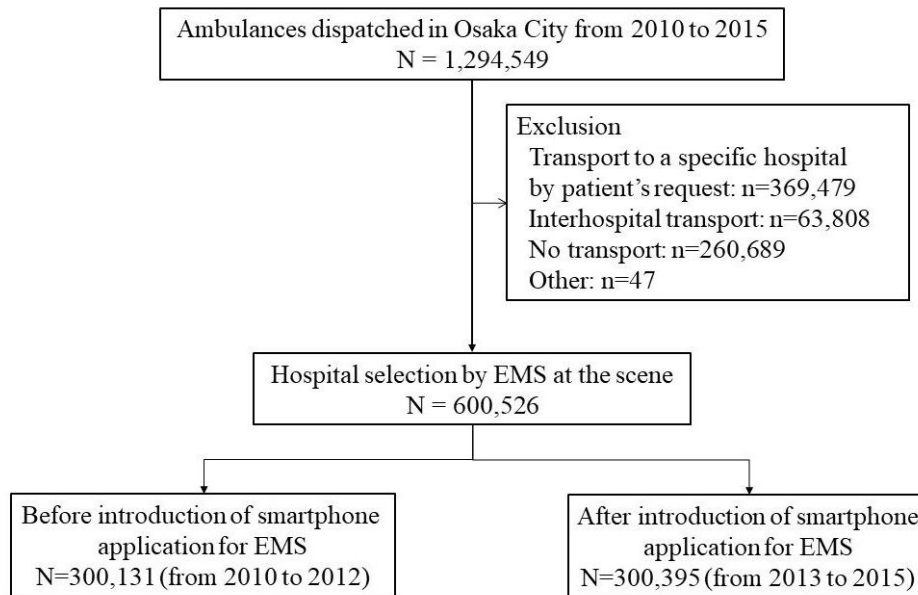 Ambulances dispatched in Osaka City from 2010 to 2015
N = 1,294,549
Exclusion
Transport to a specific hospital
by patient’s request: n=369,479
Interhospital transport: n=63,808
No transport: n=260,689
Other: n=47
Hospital selection by EMS at the scene
N = 600,526
Before introduction of smartphone
application for EMS
N=300,131 (from 2010 to 2012)
After introduction of smartphone
application for EMS
N=300,395 (from 2013 to 2015)